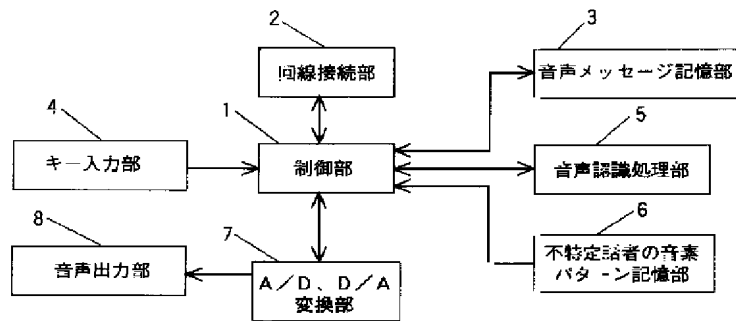 2
回線接続部
3
音声メッセージ記憶部
4
キー入力部
1
制御部
5
音声認識処理部
8
音声出力部
7
A/D、D/A
変換部
6
不特定話者の音素
パターン記憶部